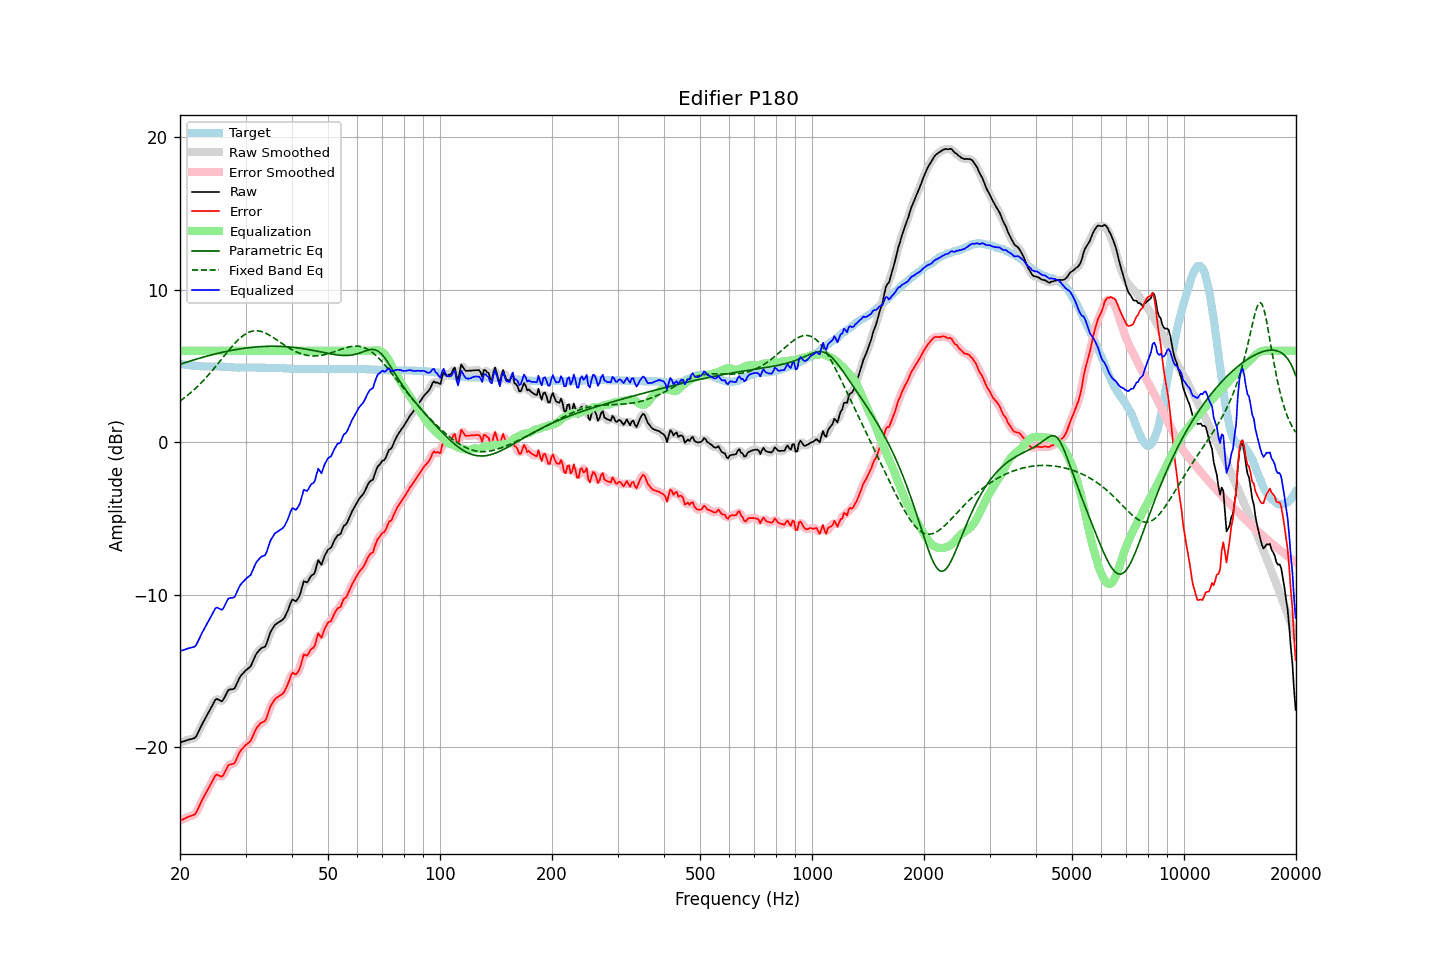 Edifier P180
20
10
0
−10
−20
Amplitude (dBr)
Target
Raw Smoothed
Error Smoothed
Raw
Error
Equalization
Parametric Eq
Fixed Band Eq
Equalized
20 50 100 200 500 1000 2000 5000 10000 20000
Frequency (Hz)